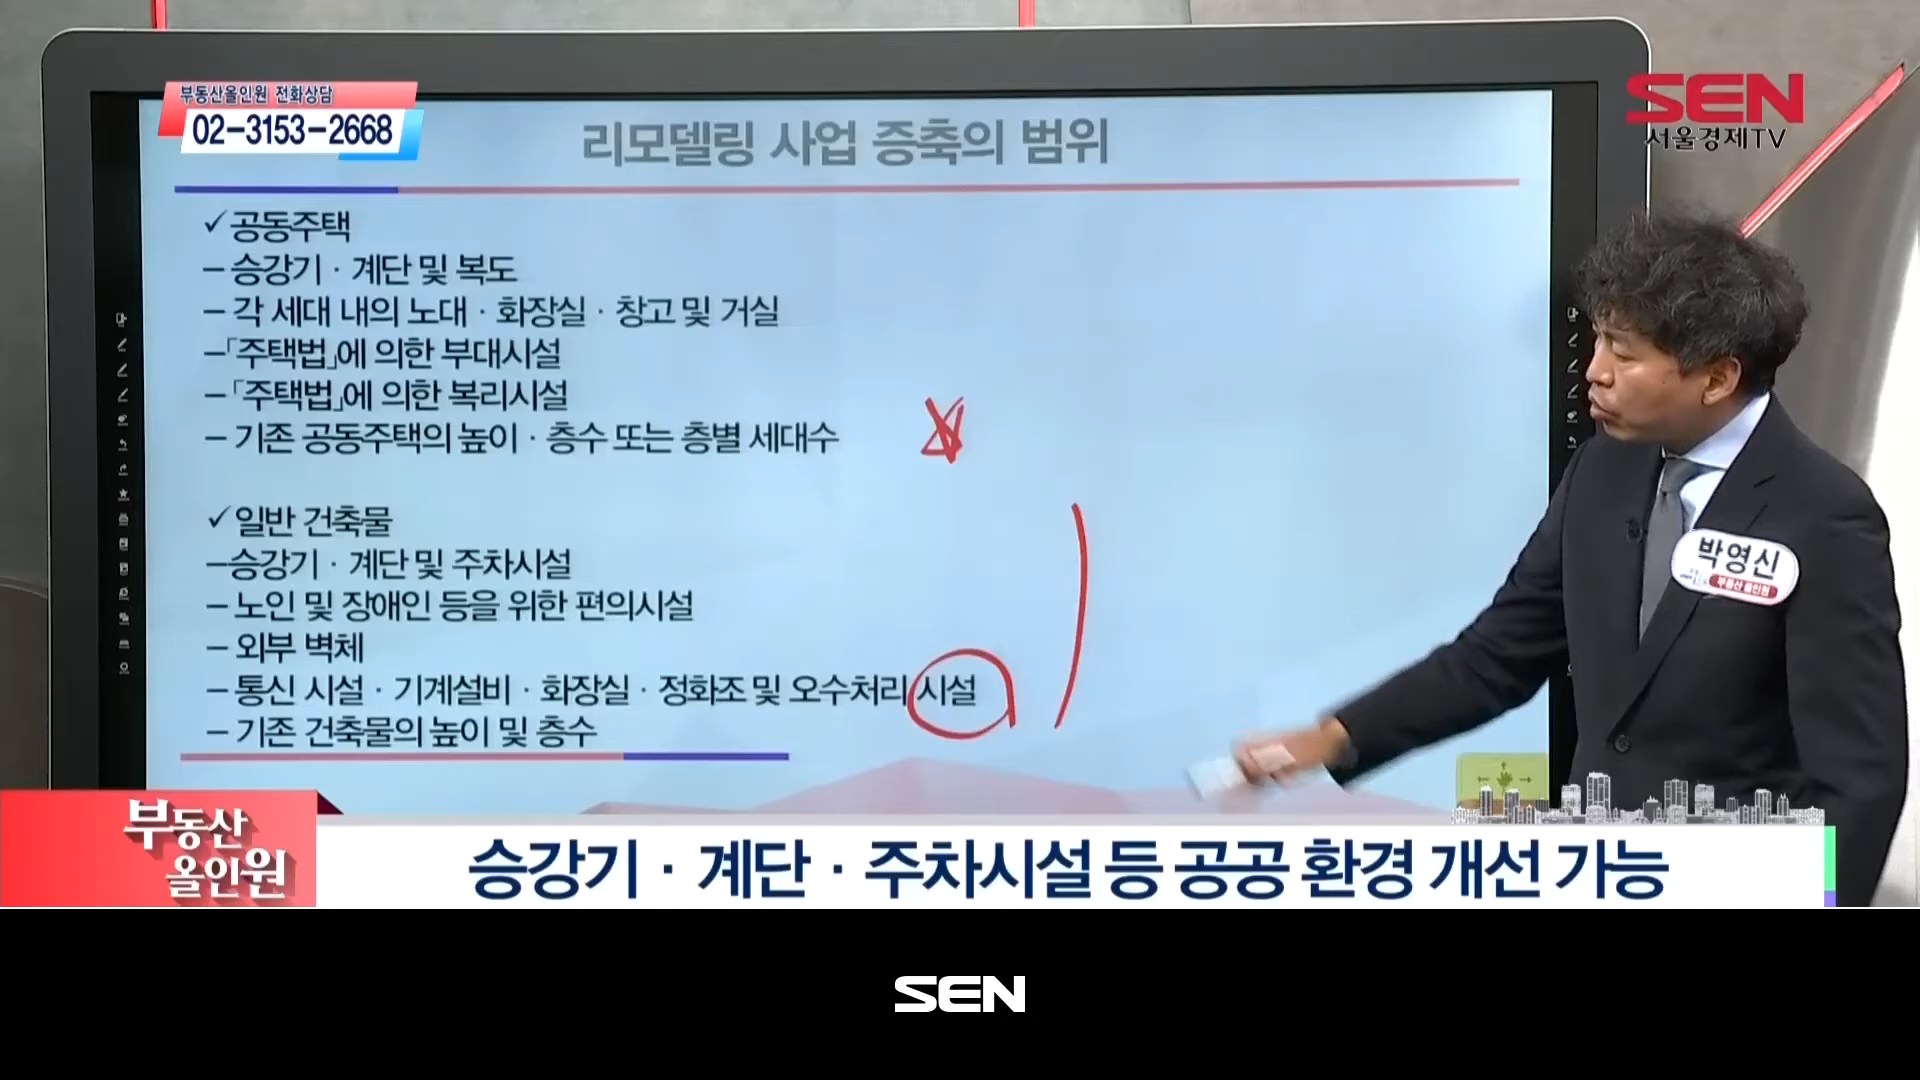 부동산올인원 전화상담
02-3153-2668
SEN
서울경제TV
리모델링 사업 증축의 범위
✓공동주택
– 승강기 · 계단 및 복도
– 각 세대 내의 노대 · 화장실 · 창고 및 거실
–「주택법」에 의한 부대시설
–「주택법」에 의한 복리시설
– 기존 공동주택의 높이 · 층수 또는 층별 세대수
✓일반 건축물
–승강기 · 계단 및 주차시설
– 노인 및 장애인 등을 위한 편의시설
– 외부 벽체
– 통신 시설 · 기계설비 · 화장실 · 정화조 및 오수처리 시설
– 기존 건축물의 높이 및 층수
박영신
부동산 올인원
부동산
올인원
승강기 · 계단 · 주차시설 등 공공 환경 개선 가능
SEN